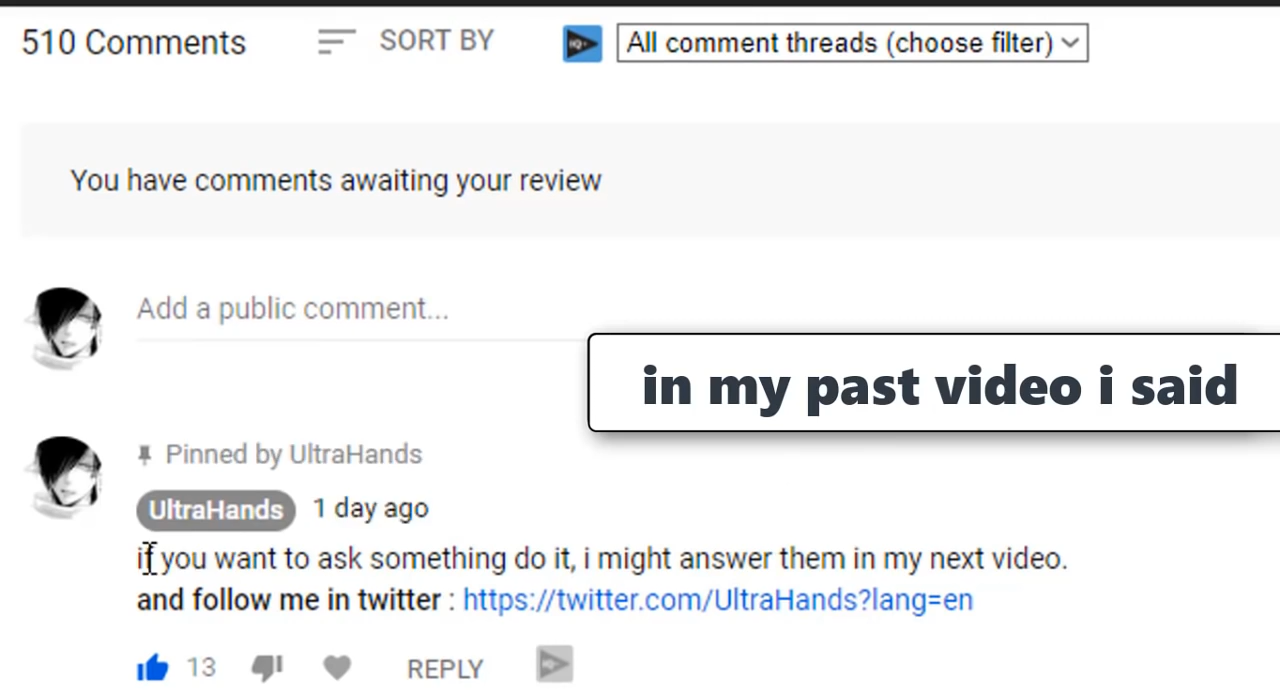 510 Comments
SORT BY
All comment threads (choose filter)
You have comments awaiting your review
Add a public comment...
in my past video i said
Pinned by UltraHands
UltraHands 1 day ago
if you want to ask something do it, i might answer them in my next video.
and follow me in twitter : https://twitter.com/UltraHands?lang=en
13 REPLY